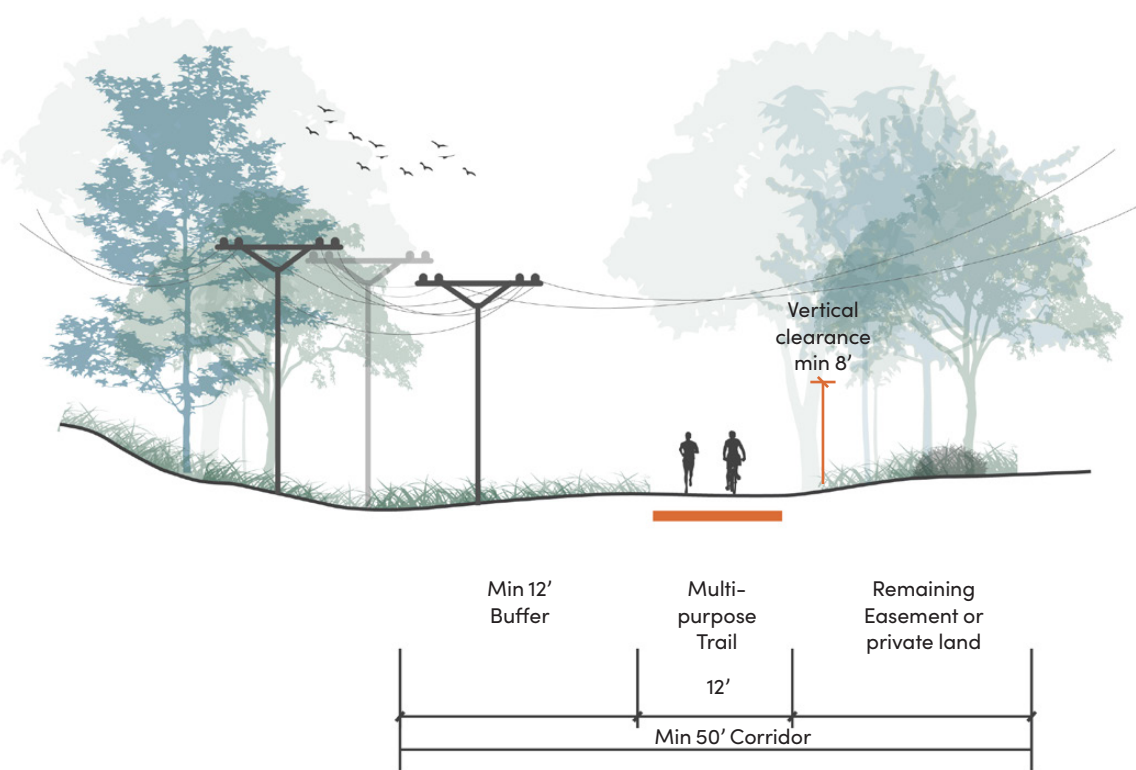 Vertical
clearance
min 8’
Min 12’
Buffer
Multi-
purpose
Trail
12’
Remaining
Easement or
private land
Min 50’ Corridor